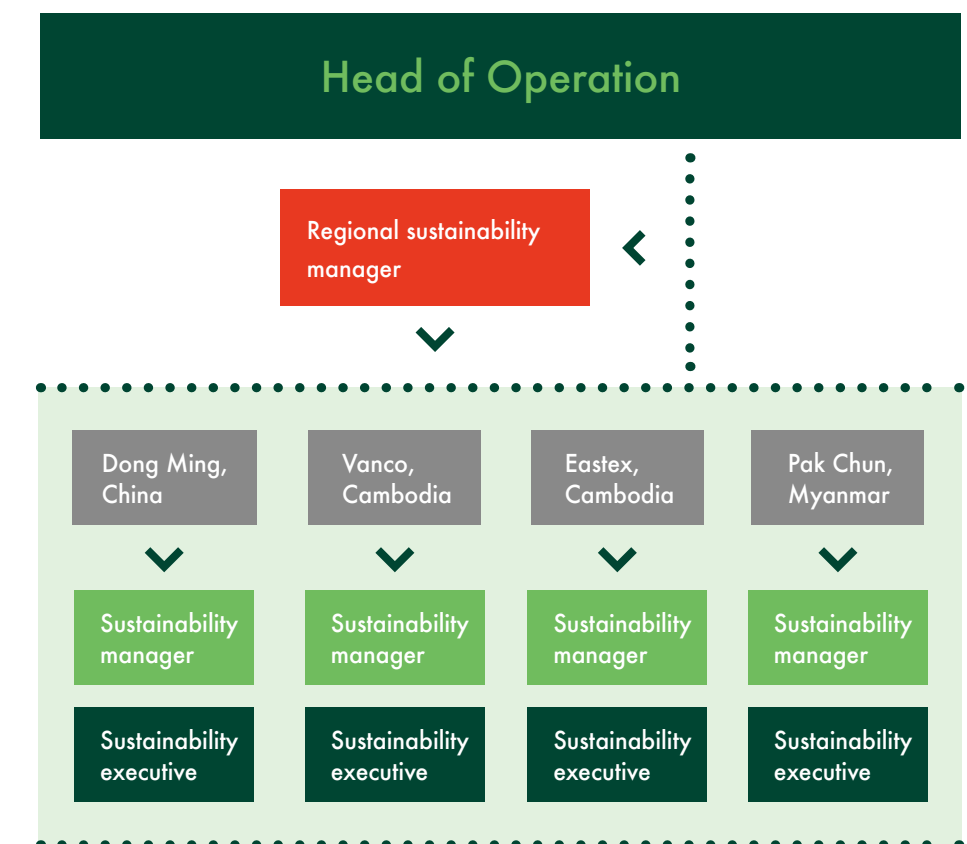 Head of Operation
Regional sustainability
manager
Dong Ming,
China
Vanco,
Cambodia
Eastex,
Cambodia
Pak Chun,
Myanmar
Sustainability
manager
Sustainability
manager
Sustainability
manager
Sustainability
manager
Sustainability
executive
Sustainability
executive
Sustainability
executive
Sustainability
executive